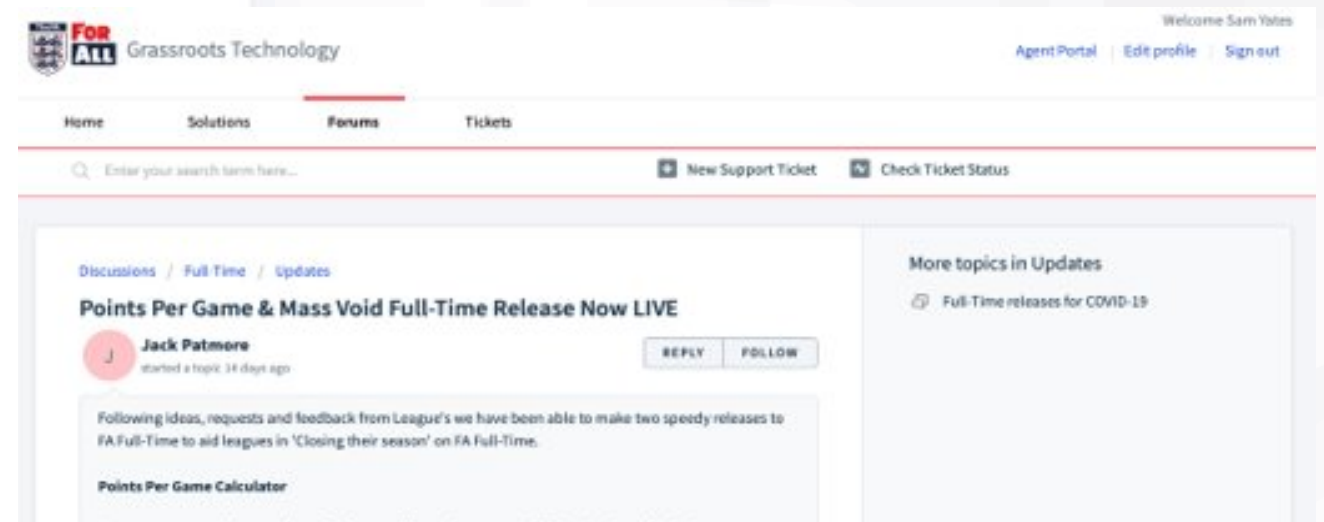 Welcome Sam Yates
FOR ALL
Grassroots Technology
Agent Portal
Edit profile
Sign out
Home
Solutions
Forums
Tickets
Enter your search term here...
New Support Ticket
Check Ticket Status
Discussions / Full-Time / Updates
More topics in Updates
Full-Time releases for COVID-19
Points Per Game & Mass Void Full-Time Release Now LIVE
J
Jack Patmore
started a topic 14 days ago
REPLY
FOLLOW
Following ideas, requests and feedback from League's we have been able to make two speedy releases to
FA Full-Time to aid leagues in 'Closing their season' on FA Full-Time.
Points Per Game Calculator